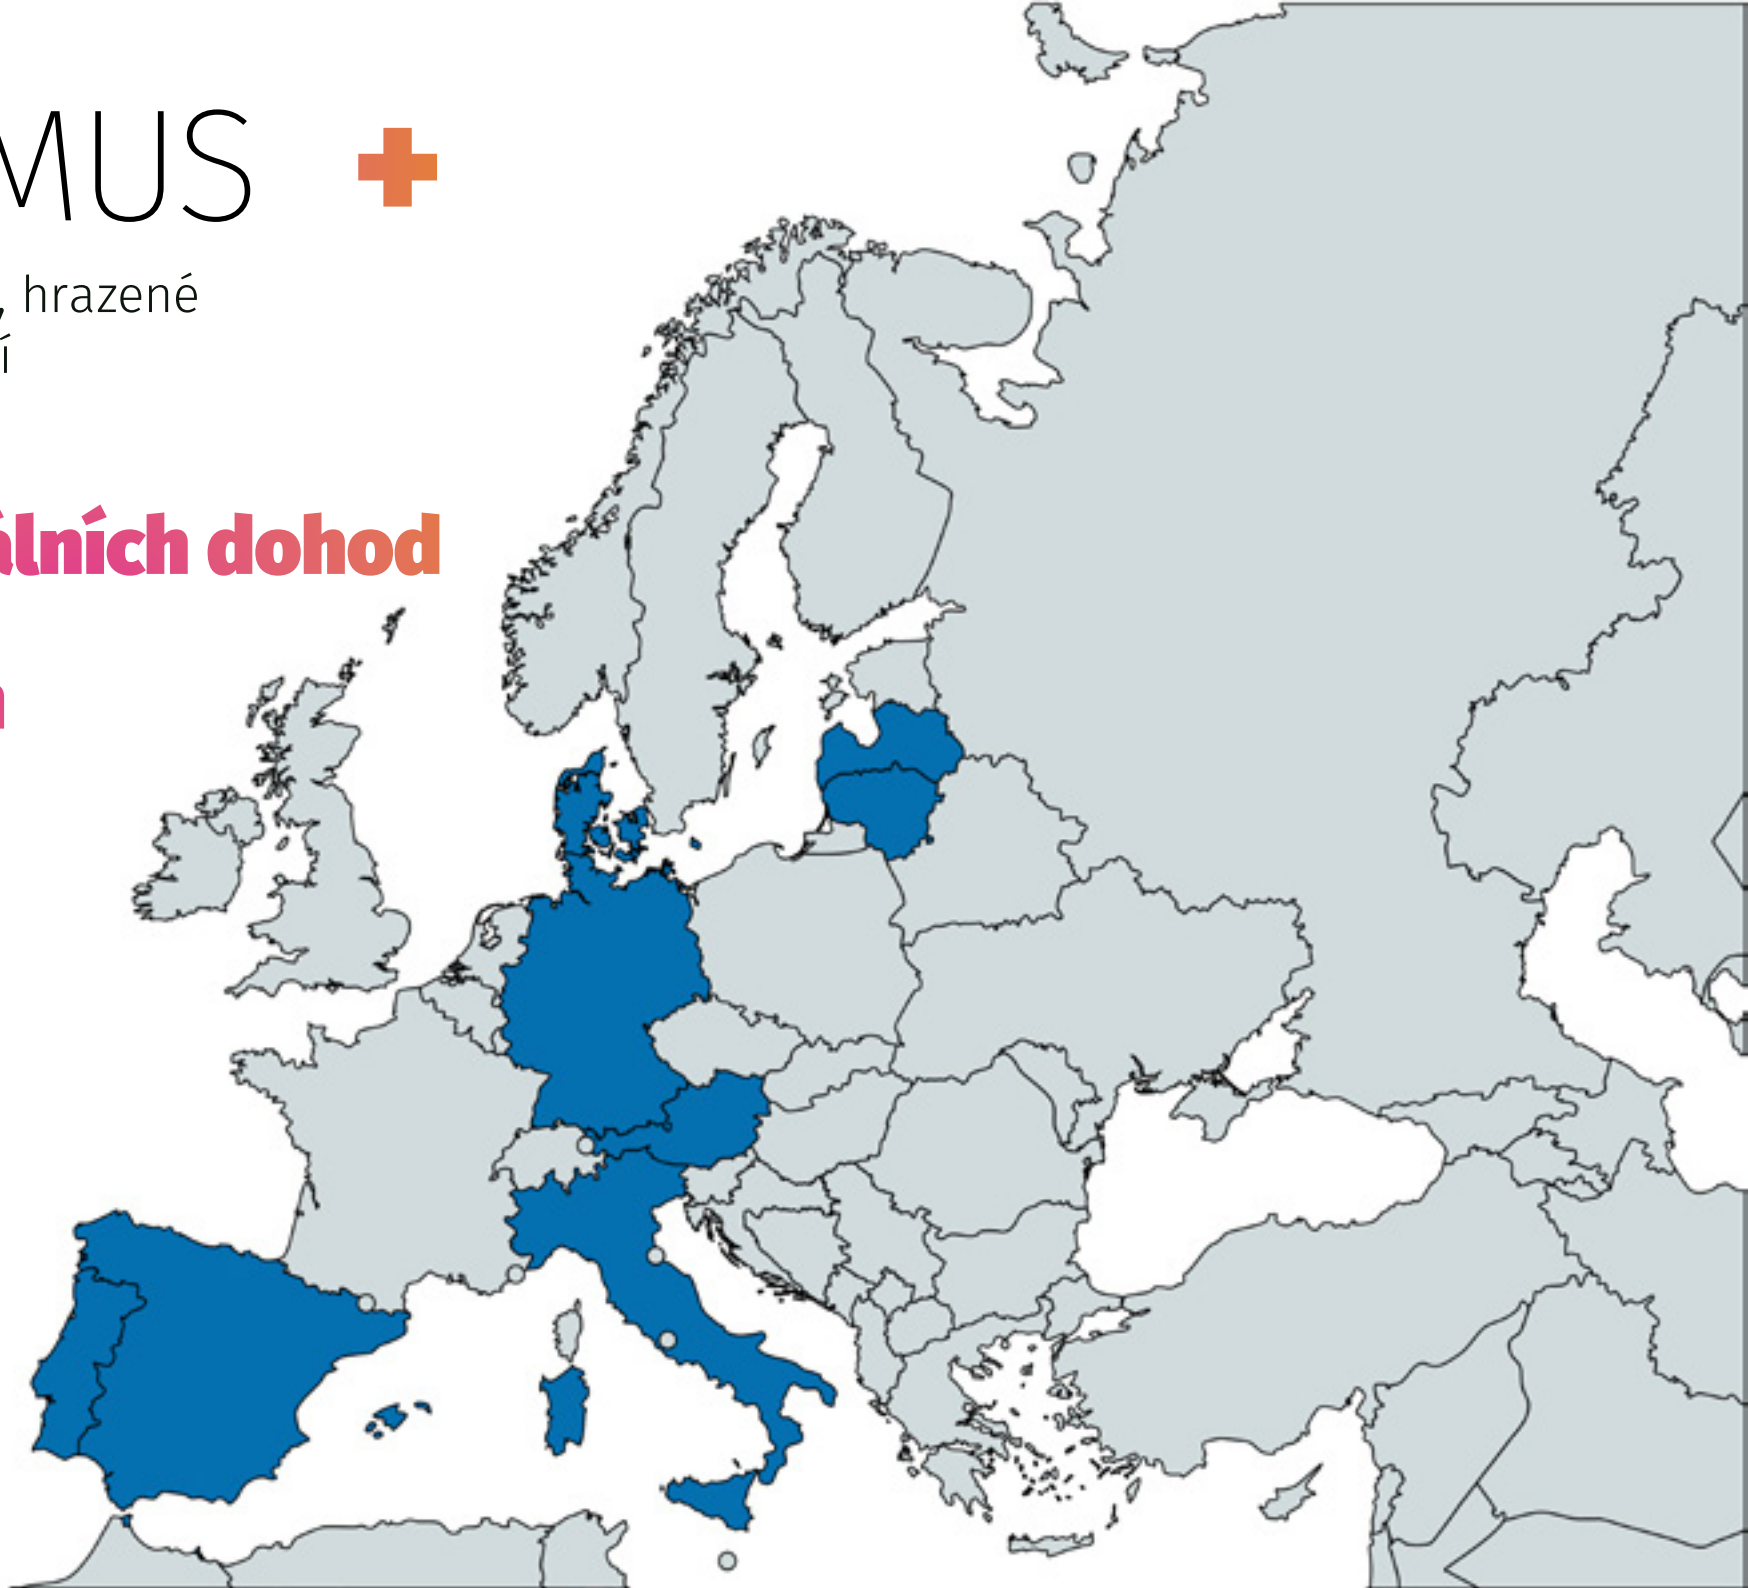 MUS +
, hrazené
í
álních dohod